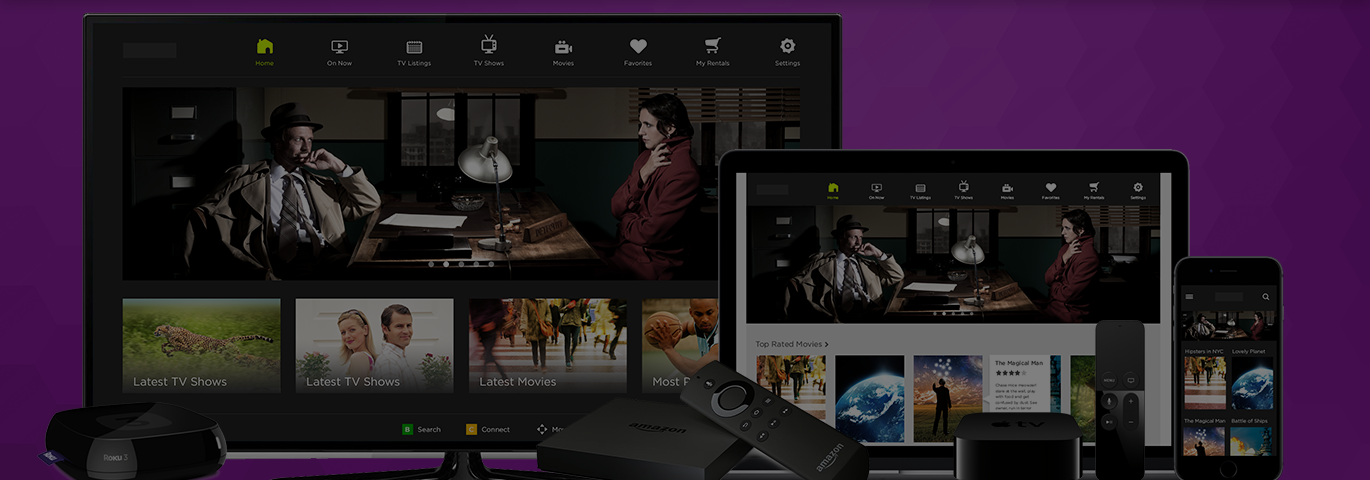 Home
On Now
TV Listings
TV Shows
Movies
Favorites
My Rentals
Settings
Latest TV Shows
Latest TV Shows
Latest Movies
Most P
B Search
C Connect
Mov
Home
On Now
TV Listings
TV Shows
Movies
Favorites
My Rentals
Settings
Top Rated Movies
The Magical Man
Hipsters in NYC
Lovely Planet
The Magical Man
Battle of Ships
MENU
Roku 3
amazon
amazon
tv